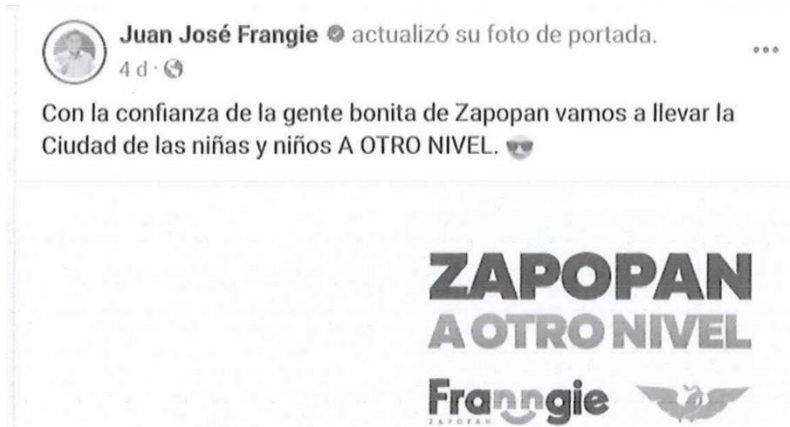 Juan José Frangie actualizó su foto de portada.
4 d ·
Con la confianza de la gente bonita de Zapopan vamos a llevar la
Ciudad de las niñas y niños A OTRO NIVEL. 😎
ZAPOPAN
A OTRO NIVEL
Franngie
ZAPOPAN